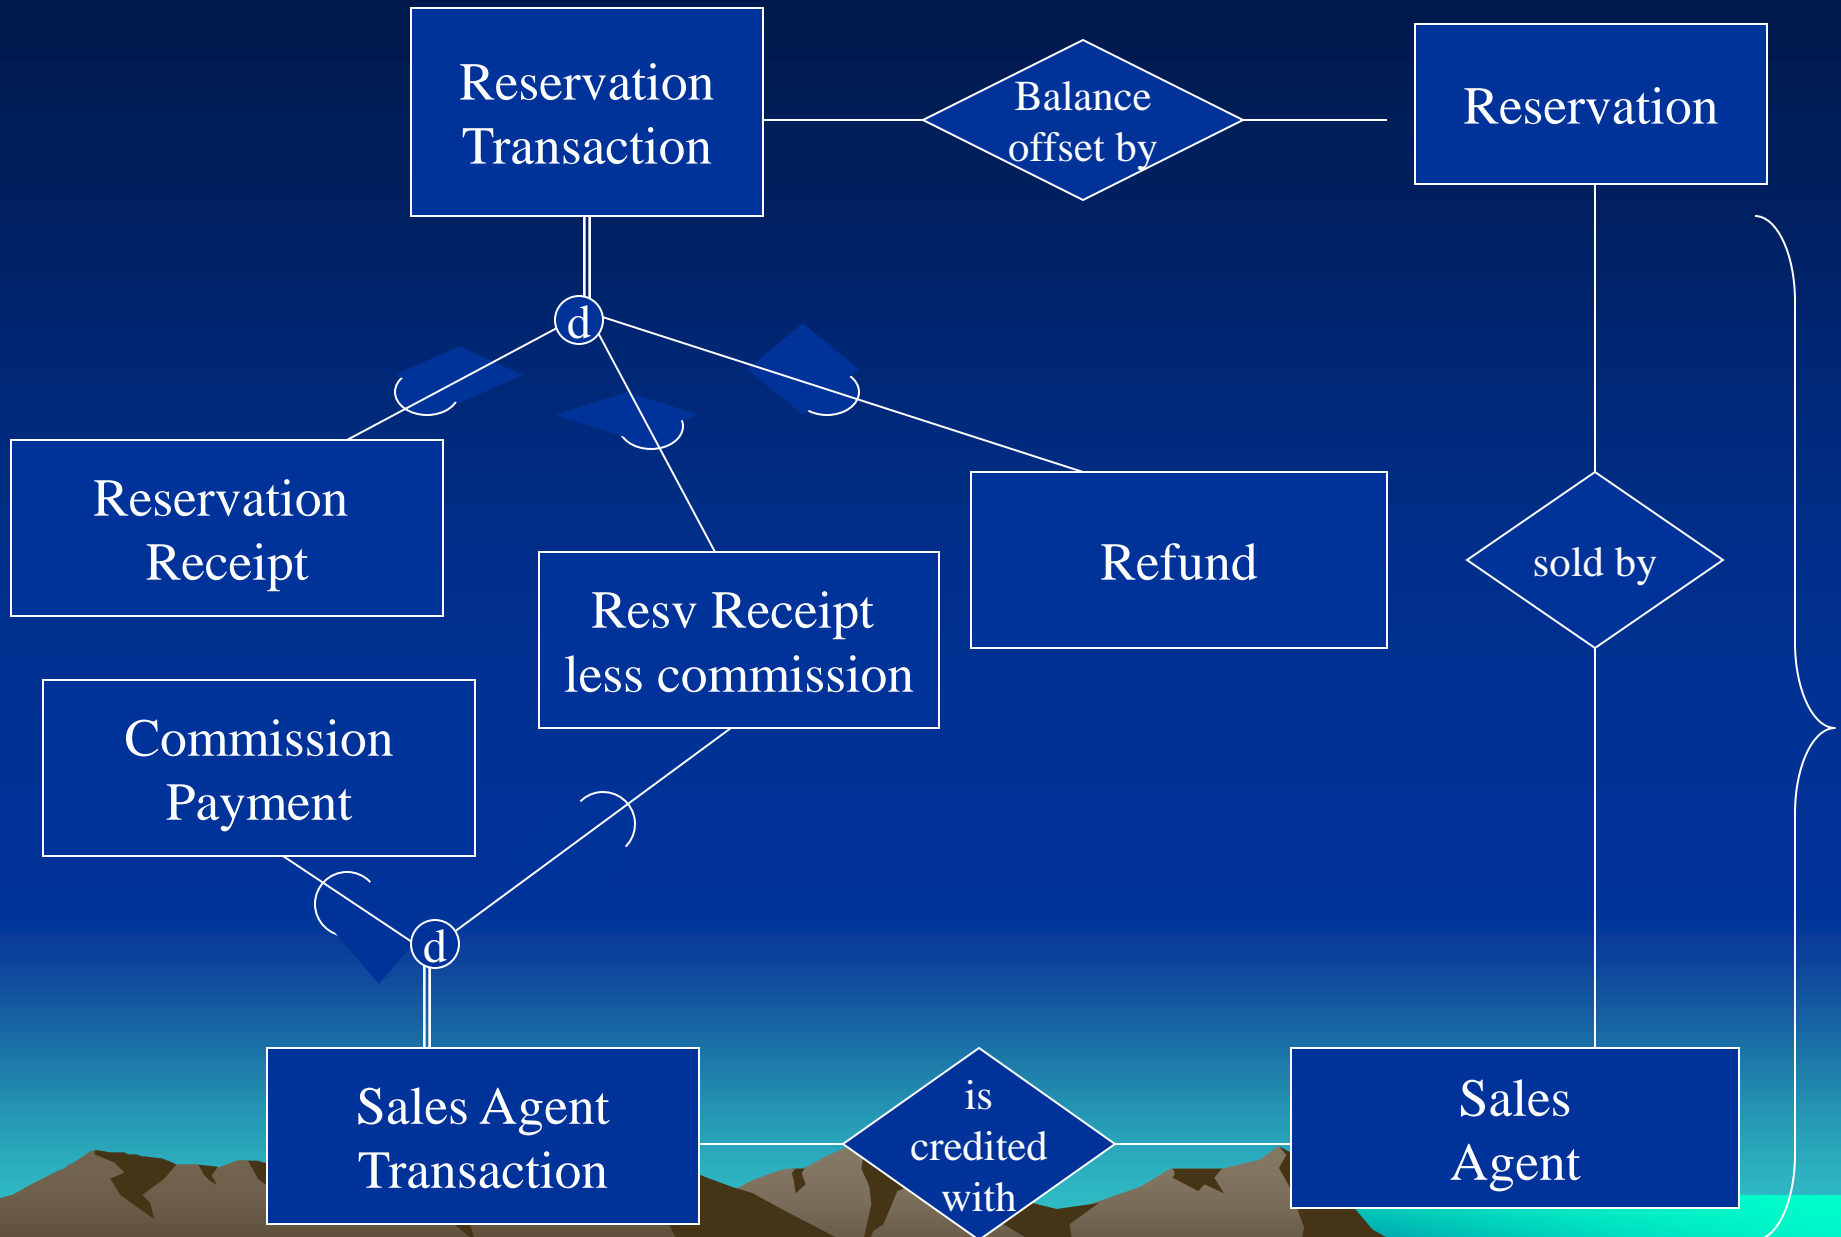 Reservation
Transaction
Balance
offset by
Reservation
d
Reservation
Receipt
Resv Receipt
less commission
Refund
sold by
Commission
Payment
d
Sales Agent
Transaction
is
credited
with
Sales
Agent